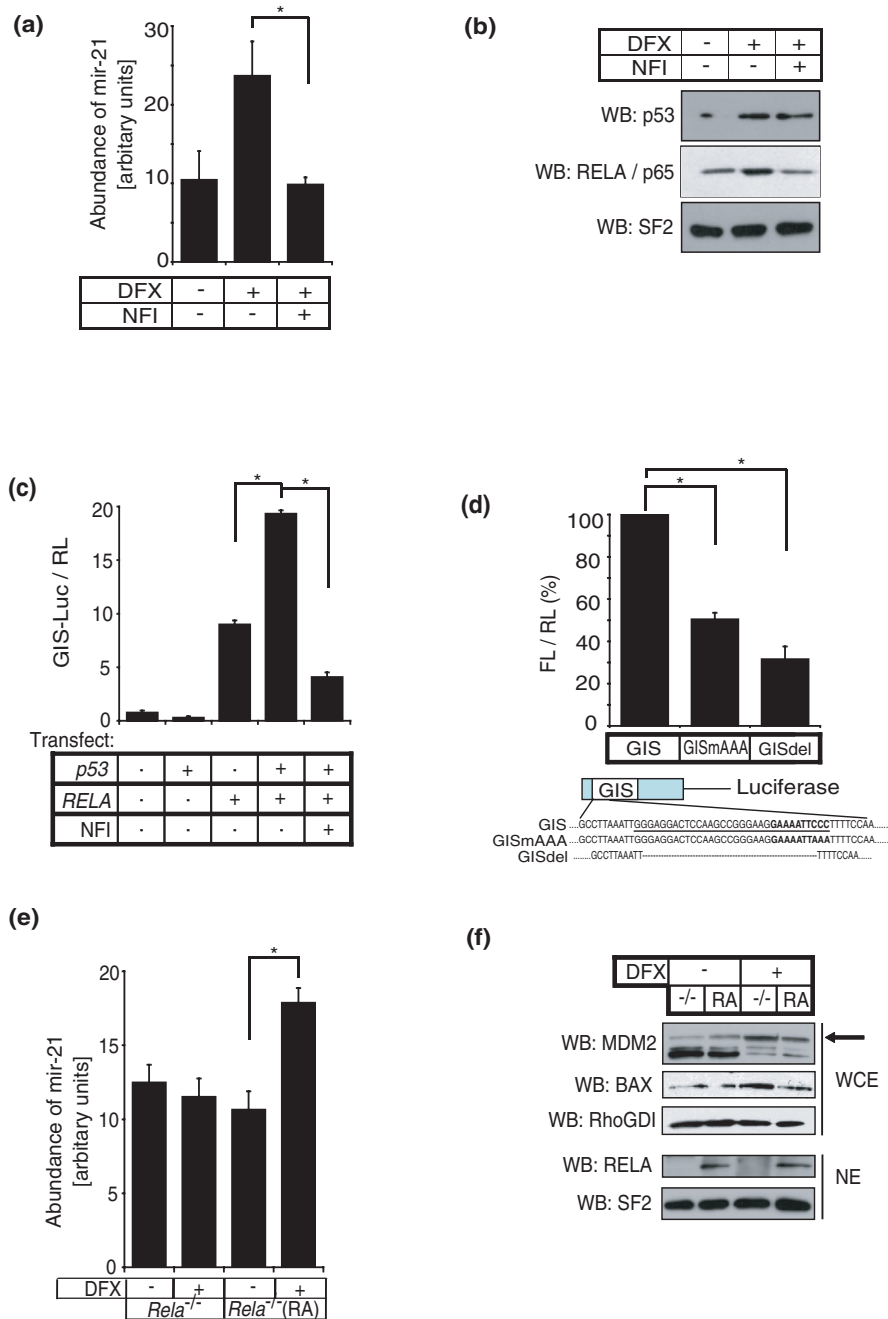 (a)
Abundance of mir-21
[arbitary units]
30
20
10
0
*
DFX - + +
NFI - - +
(b)
DFX - + +
NFI - - +
WB: p53
WB: RELA / p65
WB: SF2
(c)
GIS-Luc / RL
20
10
5
0
* *
Transfect:
p53 · + · + +
RELA · · + + +
NFI · · · · +
(d)
FL / RL (%)
100
80
60
40
20
0
*
*
GIS GISmAAA GISdel
GIS Luciferase
GIS ....GCCTTAAATTGGGAGGACTCCAAGCCGGGAAGGAAAATTCCCTTTTCCAA......
GISmAAA ....GCCTTAAATTGGGAGGACTCCAAGCCGGGAAGGAAAATTAAATTTTCCAA......
GISdel ........GCCTTAAATT--------------------------------------------TTTTCCAA......
(e)
Abundance of mir-21
[arbitary units]
20
15
10
15
0
*
DFX - + - +
Rela-/- Rela-/-(RA)
(f)
DFX - +
-/- RA -/- RA
WB: MDM2
WB: BAX
WB: RhoGDI
WCE
WB: RELA
WB: SF2
NE